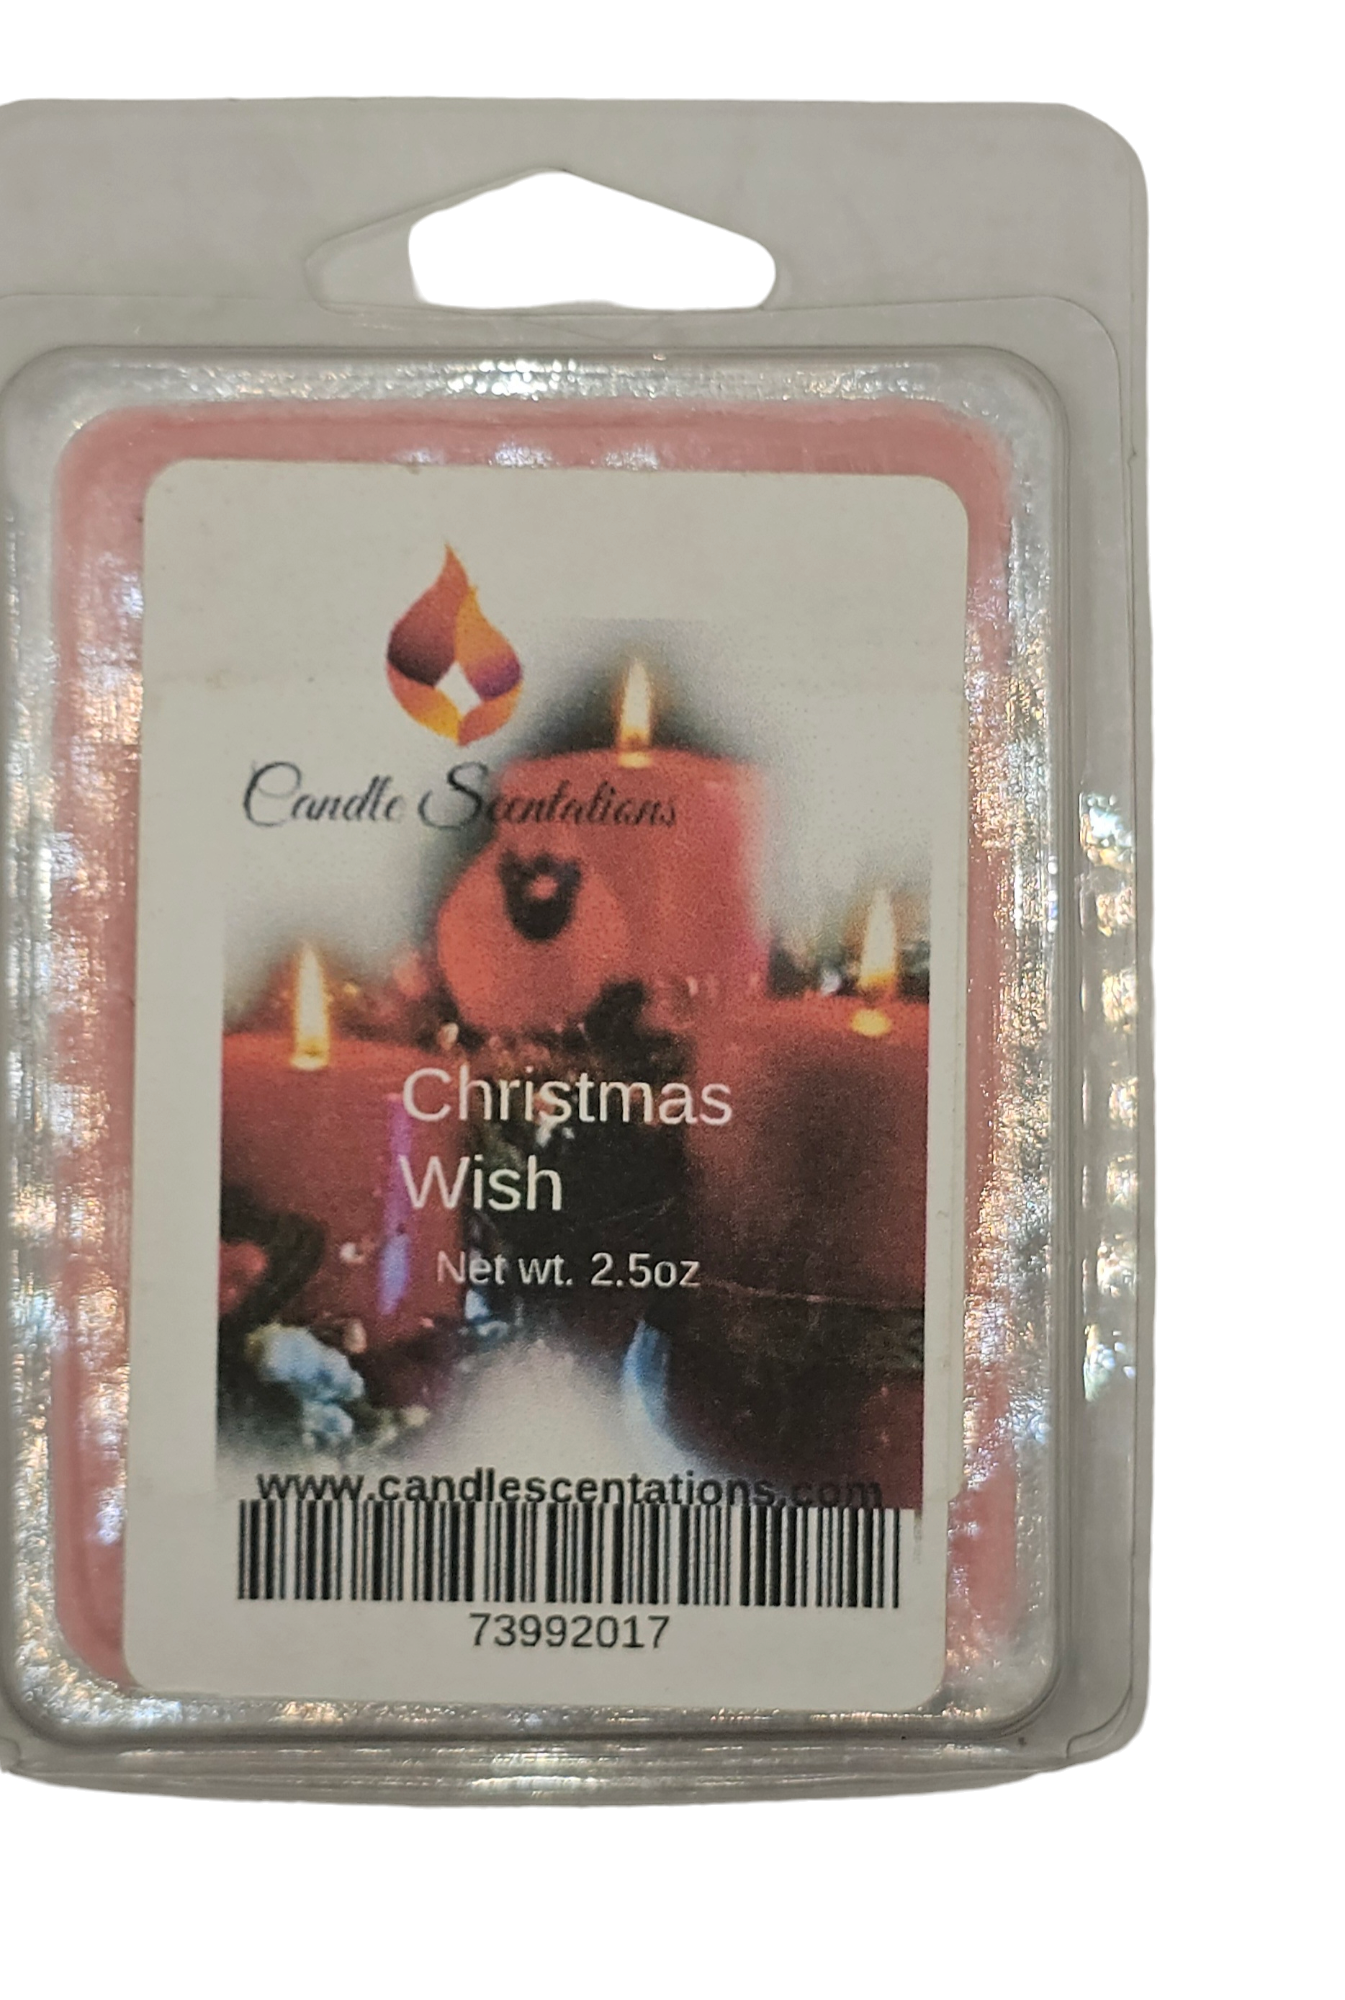 Candle Scentations
Christmas
Wish
Net wt. 2.5oz
www.candlescentations.com
73992017